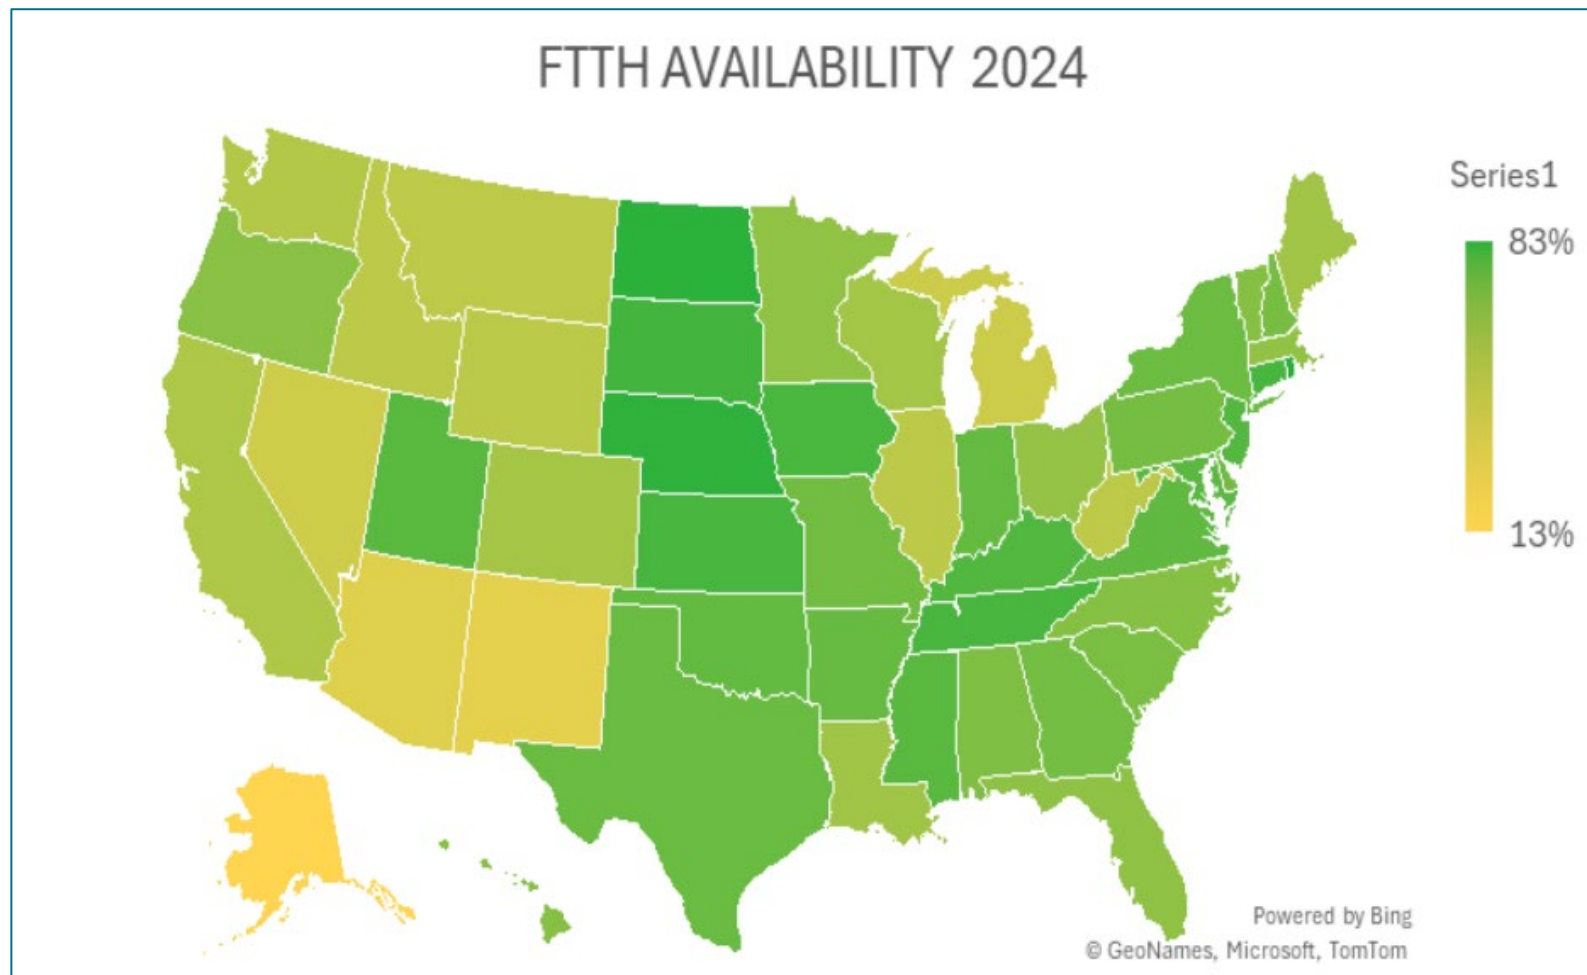 FTTH AVAILABILITY 2024
Series1
83%
13%
Powered by Bing
© GeoNames, Microsoft, TomTom